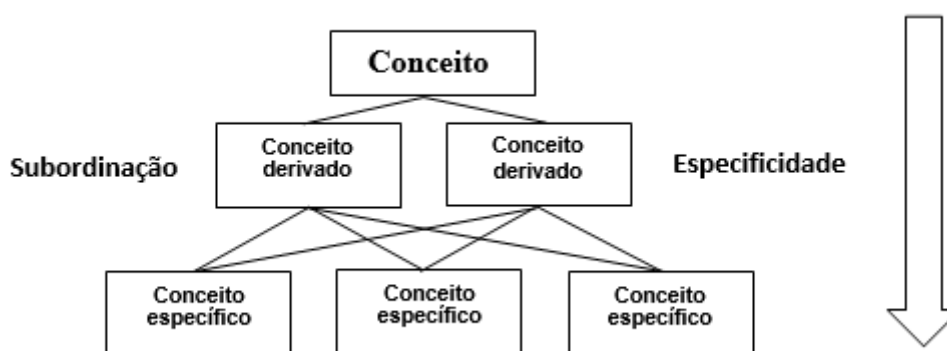 Conceito
Conceito
derivado
Conceito
derivado
Subordinação
Especificidade
Conceito
específico
Conceito
específico
Conceito
específico